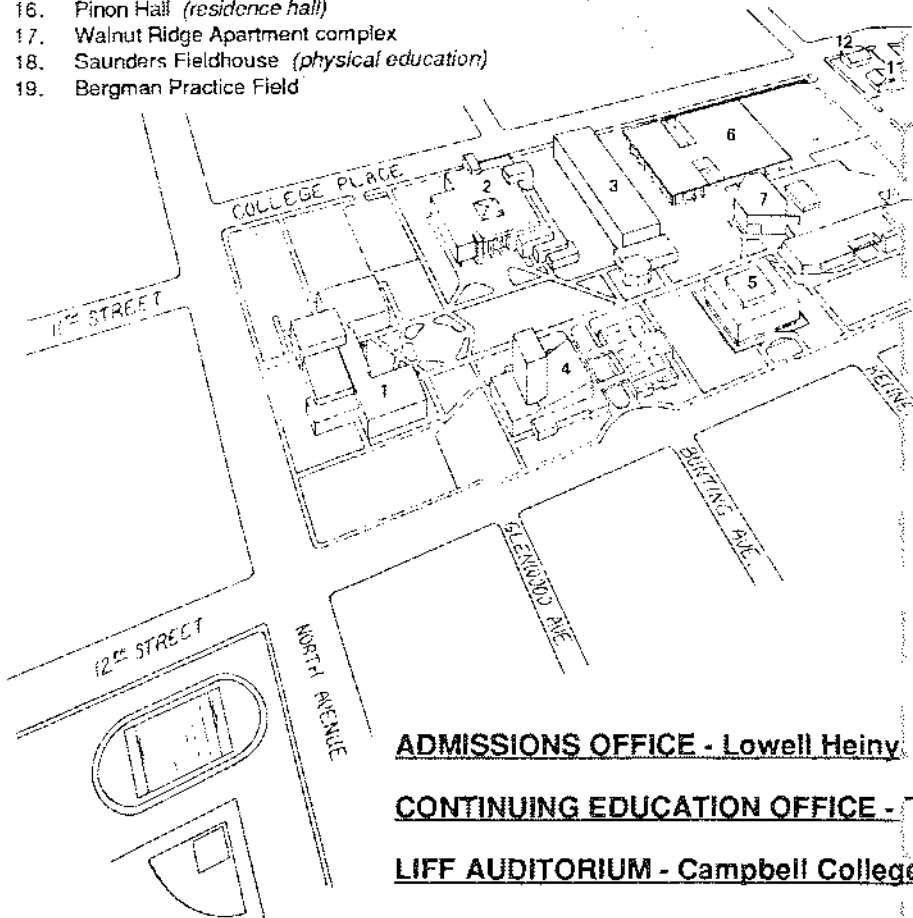 16. Pinon Hall (residence hall)
17. Walnut Ridge Apartment complex
18. Saunders Fieldhouse (physical education)
19. Bergman Practice Field
12
1
6
COLLEGE PLACE
2
3
7
11TH STREET
5
4
1
BUNTING AVE.
GLENWOOD AVE
12TH STREET
NORTH AVENUE
ADMISSIONS OFFICE - Lowell Heiny
CONTINUING EDUCATION OFFICE -
LIFF AUDITORIUM - Campbell College